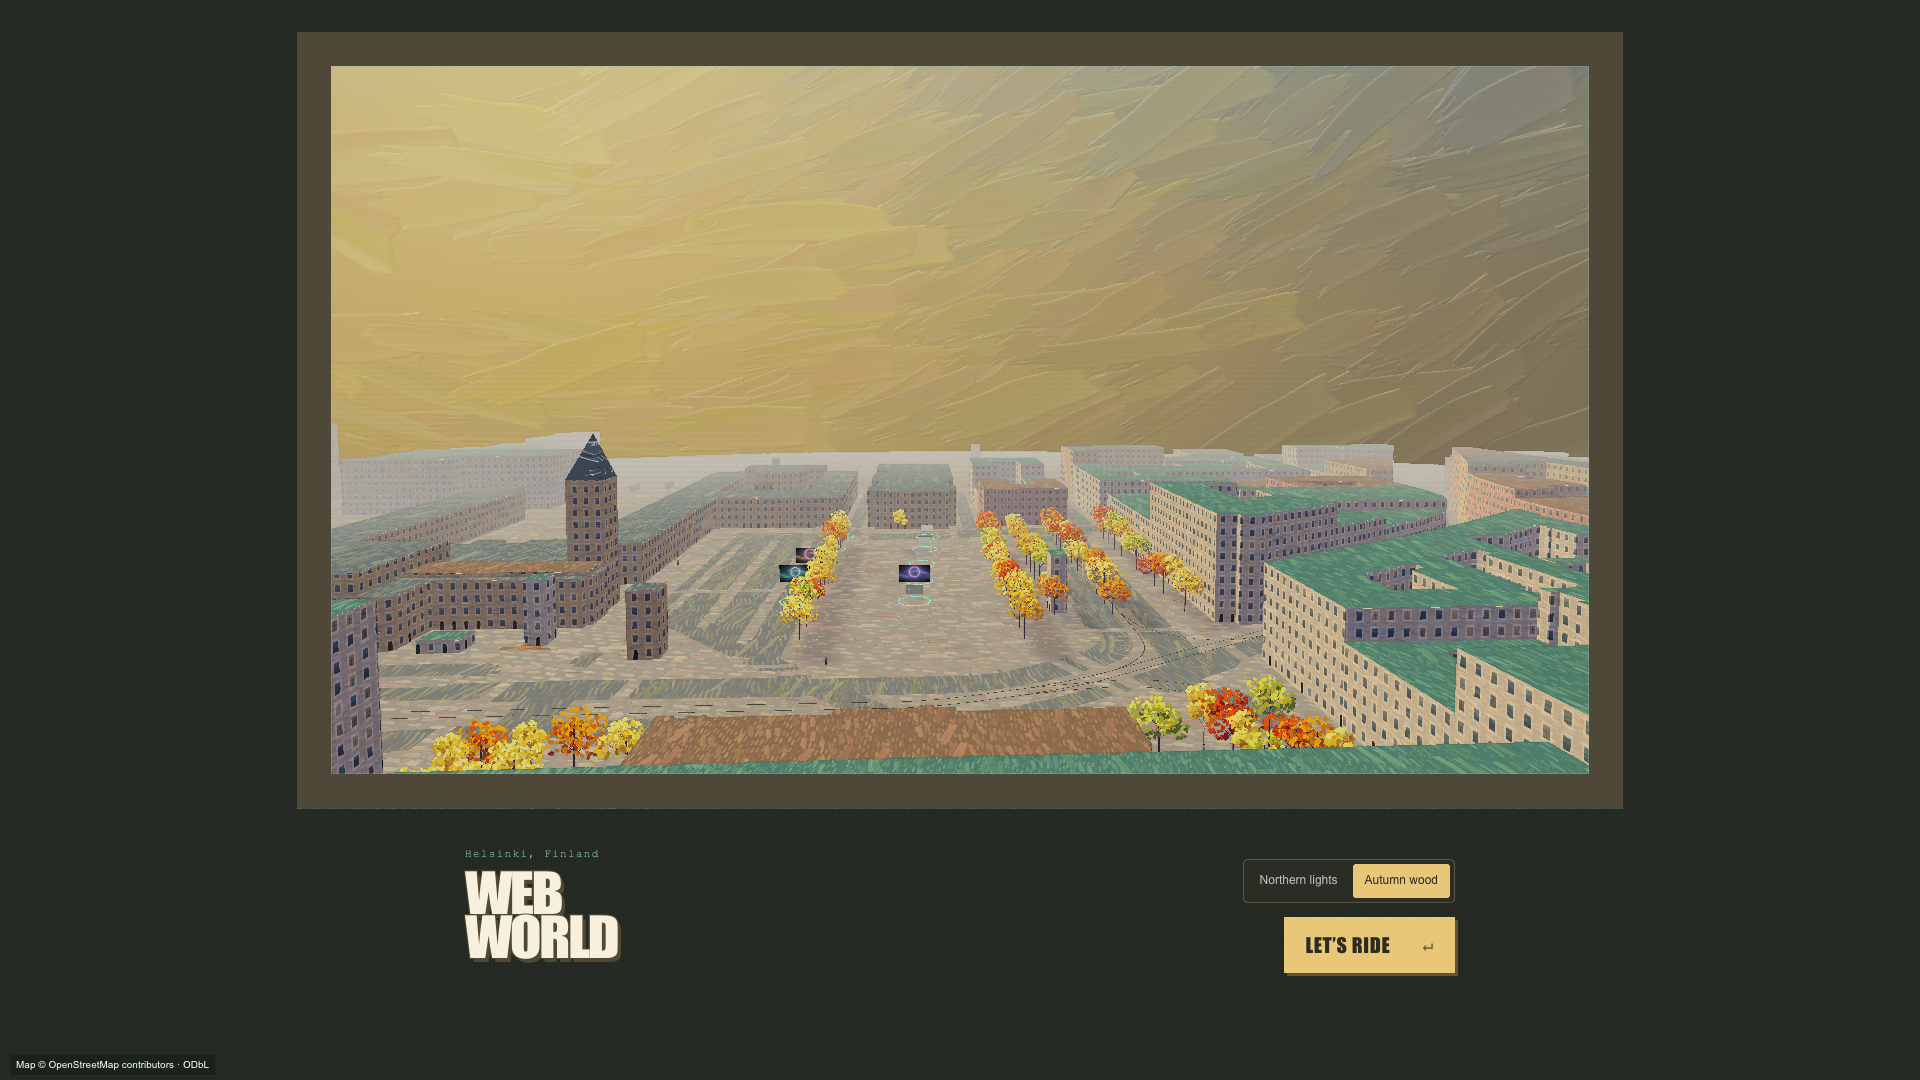 Helsinki, Finland
WEB
WORLD
Northern lights
Autumn wood
LET'S RIDE ↵
Map © OpenStreetMap contributors · ODbL